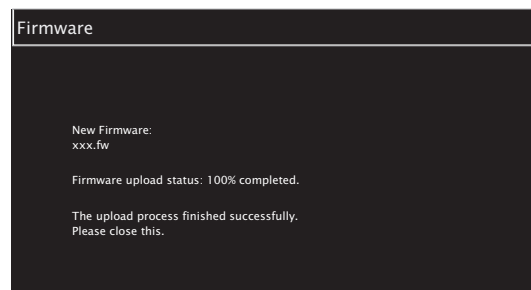 Firmware
New Firmware:
xxx.fw
Firmware upload status: 100% completed.
The upload process finished successfully.
Please close this.